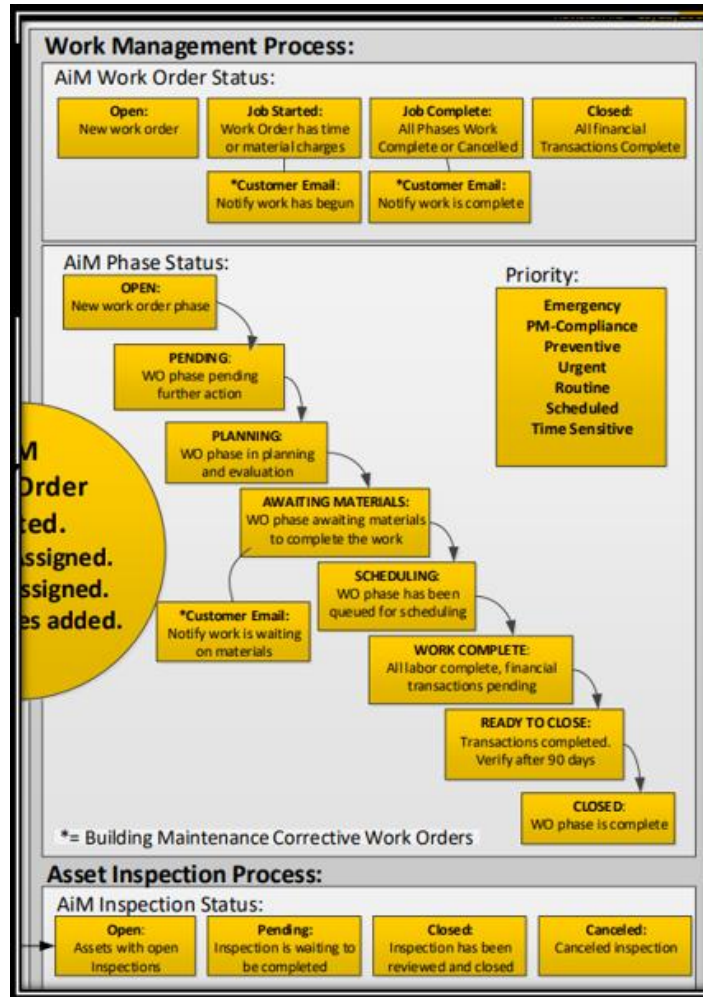 Work Management Process:
AiM Work Order Status:
Open:
New work order
Job Started:
Work Order has time
or material charges
Job Complete:
All Phases Work
Complete or Cancelled
Closed:
All financial
Transactions Complete
*Customer Email:
Notify work has begun
*Customer Email:
Notify work is complete
AiM Phase Status:
OPEN:
New work order phase
PENDING:
WO phase pending
further action
PLANNING:
WO phase in planning
and evaluation
AWAITING MATERIALS:
WO phase awaiting materials
to complete the work
*Customer Email:
Notify work is waiting
on materials
SCHEDULING:
WO phase has been
queued for scheduling
WORK COMPLETE:
All labor complete, financial
transactions pending
READY TO CLOSE:
Transactions completed.
Verify after 90 days
CLOSED:
WO phase is complete
Priority:
Emergency
PM-Compliance
Preventive
Urgent
Routine
Scheduled
Time Sensitive
M
Order
ted.
ssigned.
ssigned.
es added.
*= Building Maintenance Corrective Work Orders
Asset Inspection Process:
AiM Inspection Status:
Open:
Assets with open
Inspections
Pending:
Inspection is waiting to
be completed
Closed:
Inspection has been
reviewed and closed
Canceled:
Canceled inspection